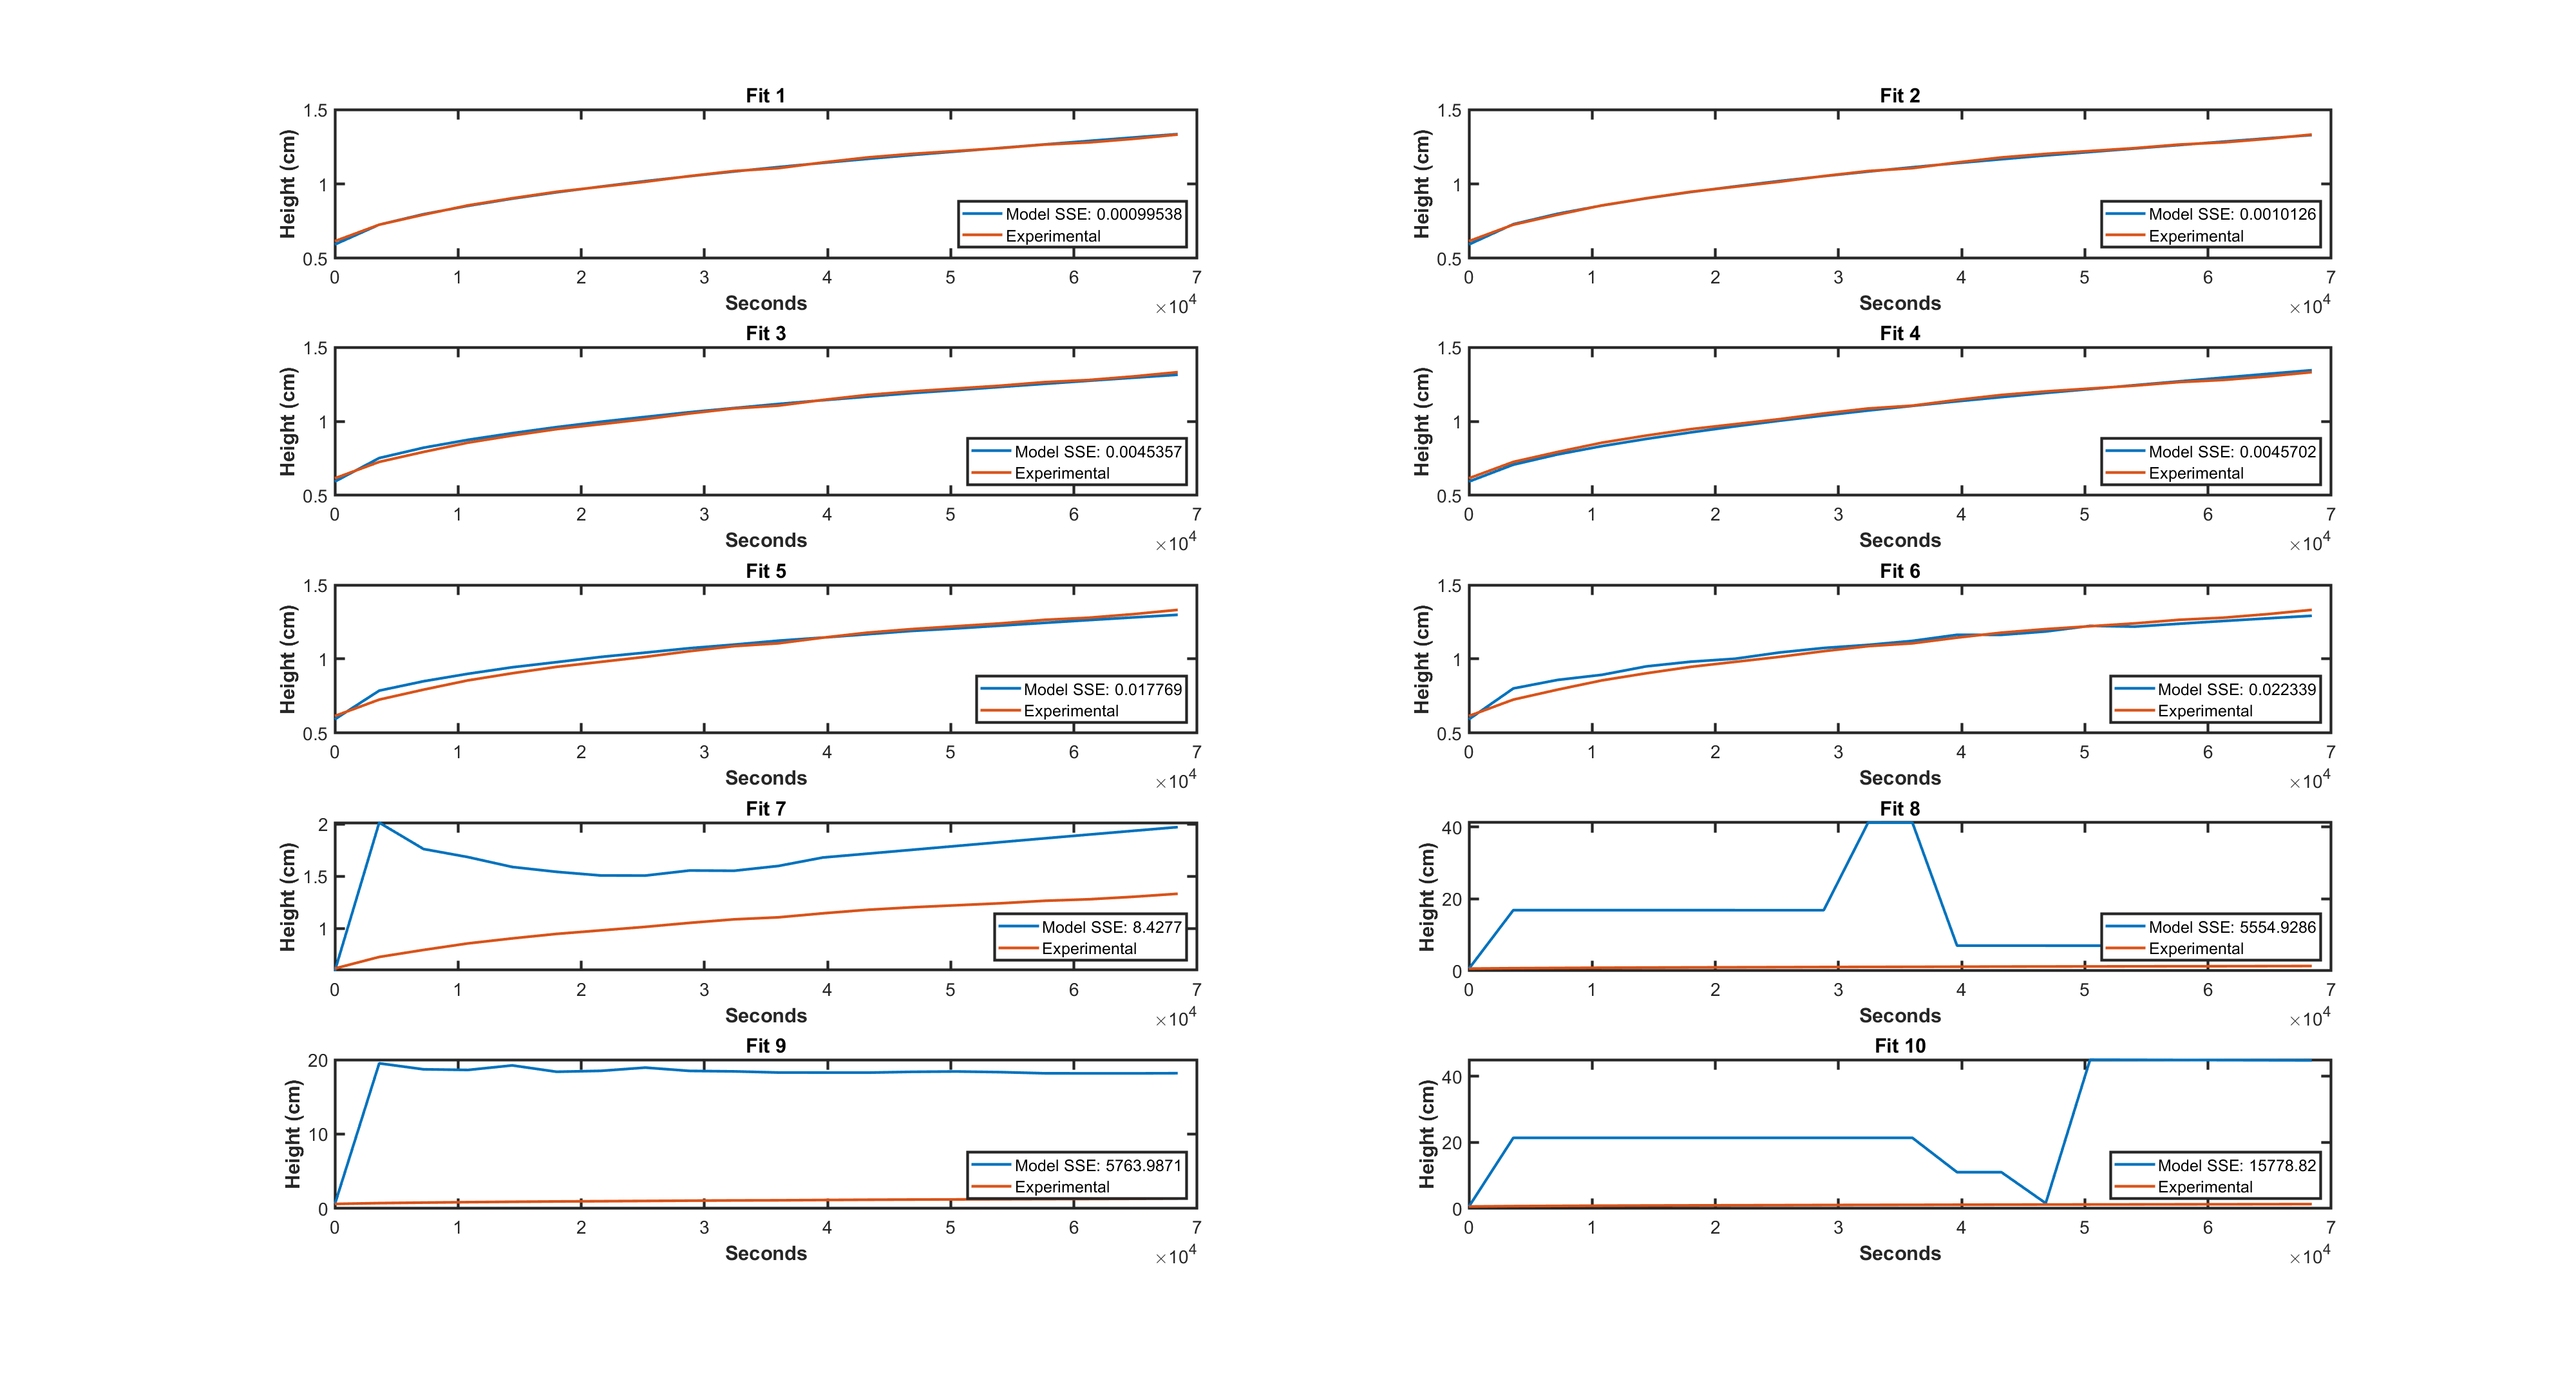 Fit 1
1.5
1
0.5
Height (cm)
Model SSE: 0.00099538
Experimental
0 1 2 3 4 5 6 7
Seconds
×10^4
Fit 2
1.5
1
0.5
Height (cm)
Model SSE: 0.0010126
Experimental
0 1 2 3 4 5 6 7
Seconds
×10^4
Fit 3
1.5
1
0.5
Height (cm)
Model SSE: 0.0045357
Experimental
0 1 2 3 4 5 6 7
Seconds
×10^4
Fit 4
1.5
1
0.5
Height (cm)
Model SSE: 0.0045702
Experimental
0 1 2 3 4 5 6 7
Seconds
×10^4
Fit 5
1.5
1
0.5
Height (cm)
Model SSE: 0.017769
Experimental
0 1 2 3 4 5 6 7
Seconds
×10^4
Fit 6
1.5
1
0.5
Height (cm)
Model SSE: 0.022339
Experimental
0 1 2 3 4 5 6 7
Seconds
×10^4
Fit 7
2
1.5
1
Height (cm)
Model SSE: 8.4277
Experimental
0 1 2 3 4 5 6 7
Seconds
×10^4
Fit 8
40
20
0
Height (cm)
Model SSE: 5554.9286
Experimental
0 1 2 3 4 5 6 7
Seconds
×10^4
Fit 9
20
10
0
Height (cm)
Model SSE: 5763.9871
Experimental
0 1 2 3 4 5 6 7
Seconds
×10^4
Fit 10
40
20
0
Height (cm)
Model SSE: 15778.82
Experimental
0 1 2 3 4 5 6 7
Seconds
×10^4